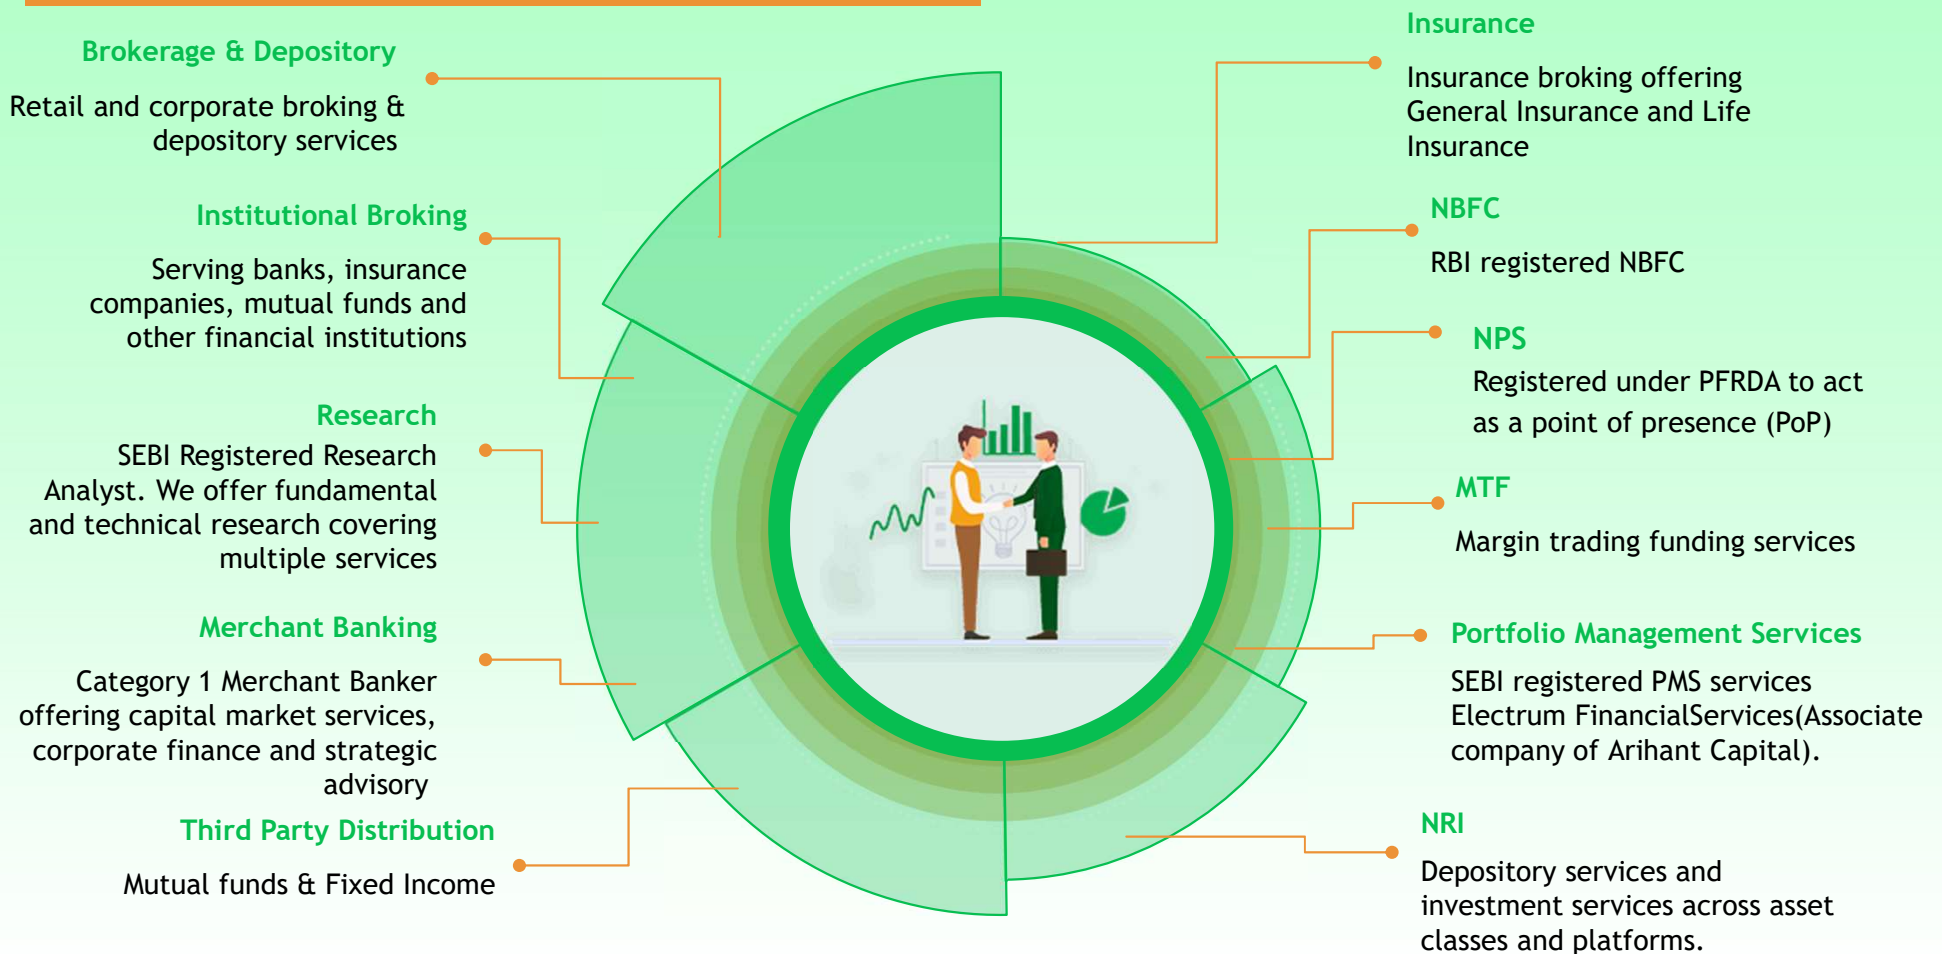 Brokerage & Depository
Retail and corporate broking &
depository services
Institutional Broking
Serving banks, insurance
companies, mutual funds and
other financial institutions
Research
SEBI Registered Research
Analyst. We offer fundamental
and technical research covering
multiple services
Merchant Banking
Category 1 Merchant Banker
offering capital market services,
corporate finance and strategic
advisory
Third Party Distribution
Mutual funds & Fixed Income
Insurance
Insurance broking offering
General Insurance and Life
Insurance
NBFC
RBI registered NBFC
NPS
Registered under PFRDA to act
as a point of presence (PoP)
MTF
Margin trading funding services
Portfolio Management Services
SEBI registered PMS services
Electrum FinancialServices(Associate
company of Arihant Capital).
NRI
Depository services and
investment services across asset
classes and platforms.